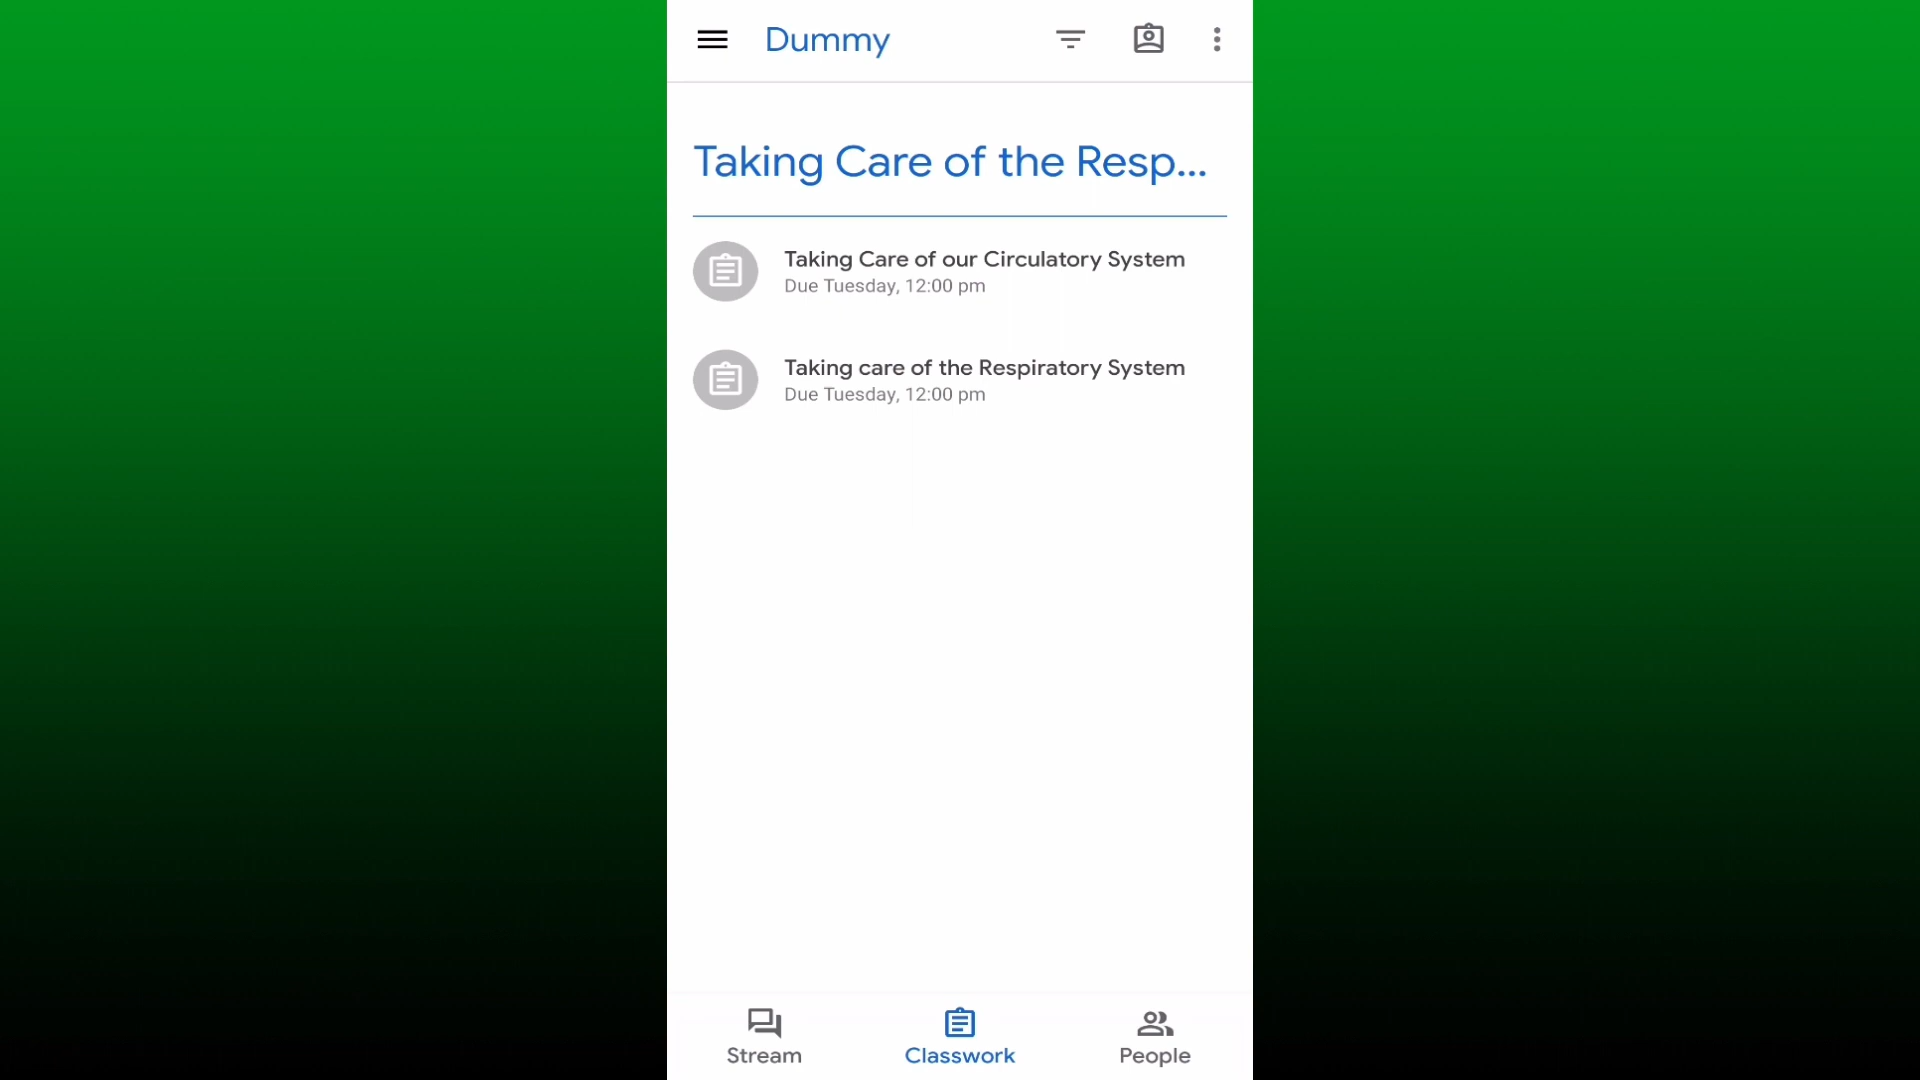 Dummy
Taking Care of the Resp...
Taking Care of our Circulatory System
Due Tuesday, 12:00 pm
Taking care of the Respiratory System
Due Tuesday, 12:00 pm
Stream
Classwork
People